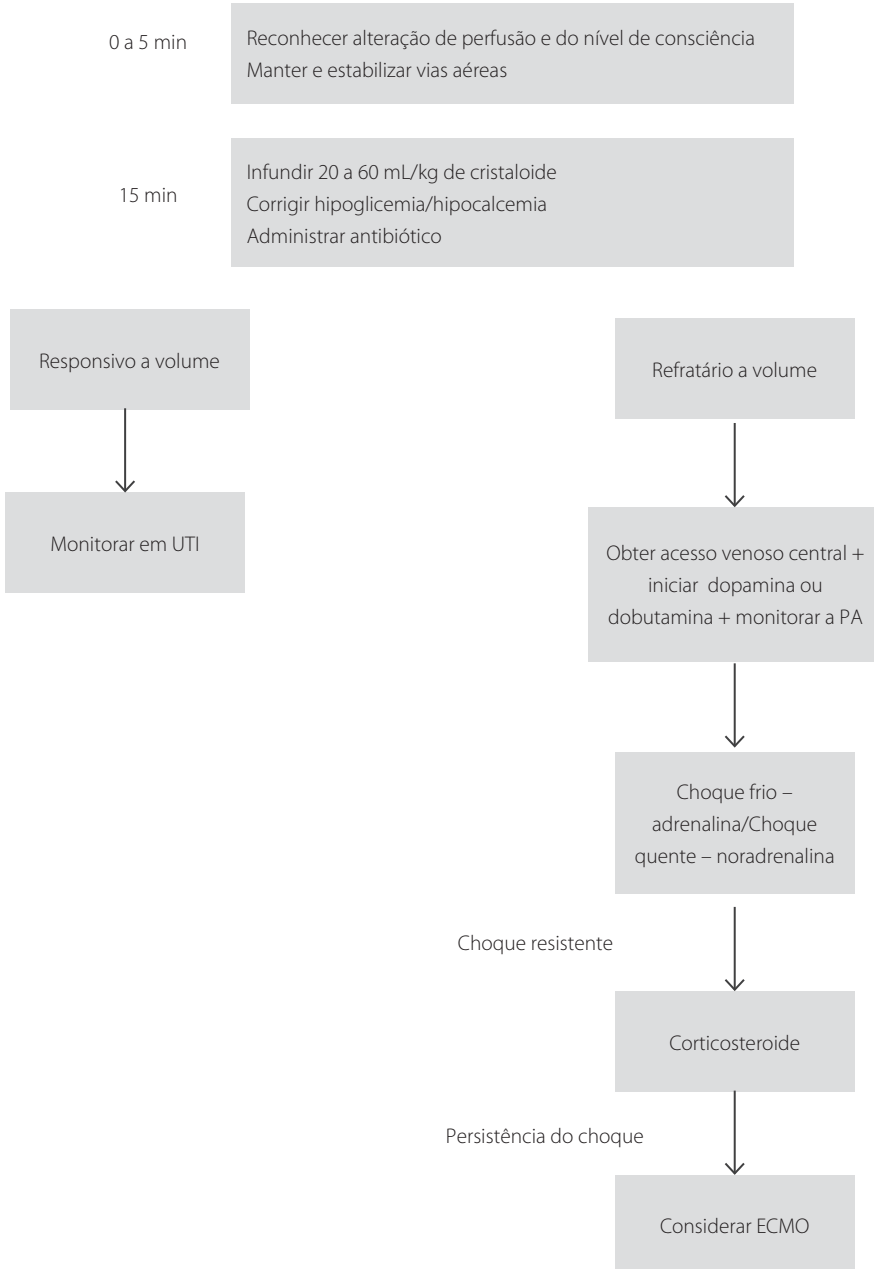 0 a 5 min
Reconhecer alteração de perfusão e do nível de consciência
Manter e estabilizar vias aéreas
15 min
Infundir 20 a 60 mL/kg de cristaloide
Corrigir hipoglicemia/hipocalcemia
Administrar antibiótico
Responsivo a volume
Monitorar em UTI
Refratário a volume
Obter acesso venoso central +
iniciar dopamina ou
dobutamina + monitorar a PA
Choque frio –
adrenalina/Choque
quente – noradrenalina
Choque resistente
Corticosteroide
Persistência do choque
Considerar ECMO